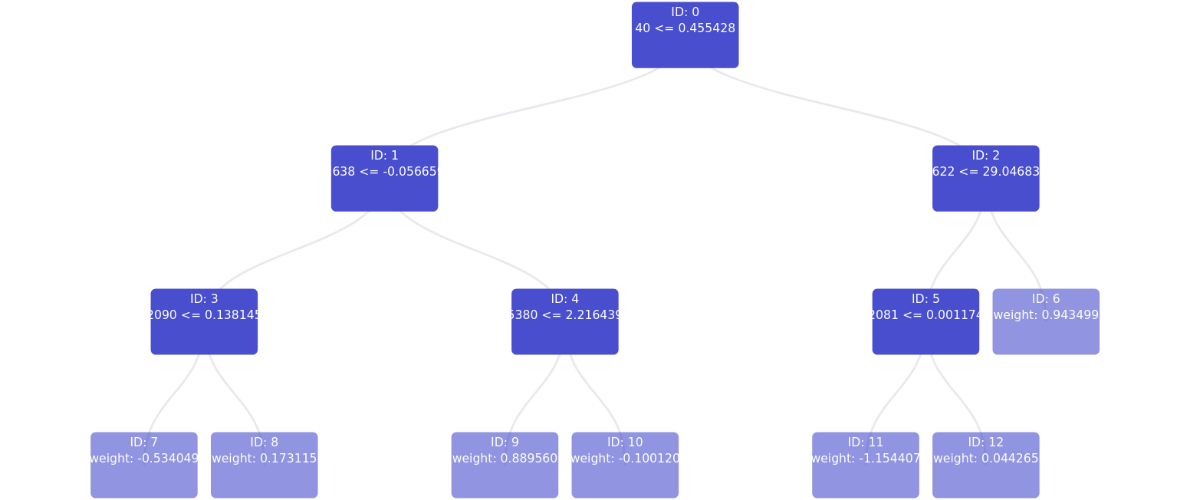 ID: 0
40 <= 0.455428
ID: 1
638 <= -0.05665
ID: 2
622 <= 29.04683
ID: 3
2090 <= 0.138145
ID: 4
5380 <= 2.216439
ID: 5
2081 <= 0.001174
ID: 6
weight: 0.943499
ID: 7
weight: -0.534049
ID: 8
weight: 0.173115
ID: 9
weight: 0.889560
ID: 10
weight: -0.100120
ID: 11
weight: -1.154407
ID: 12
weight: 0.044265